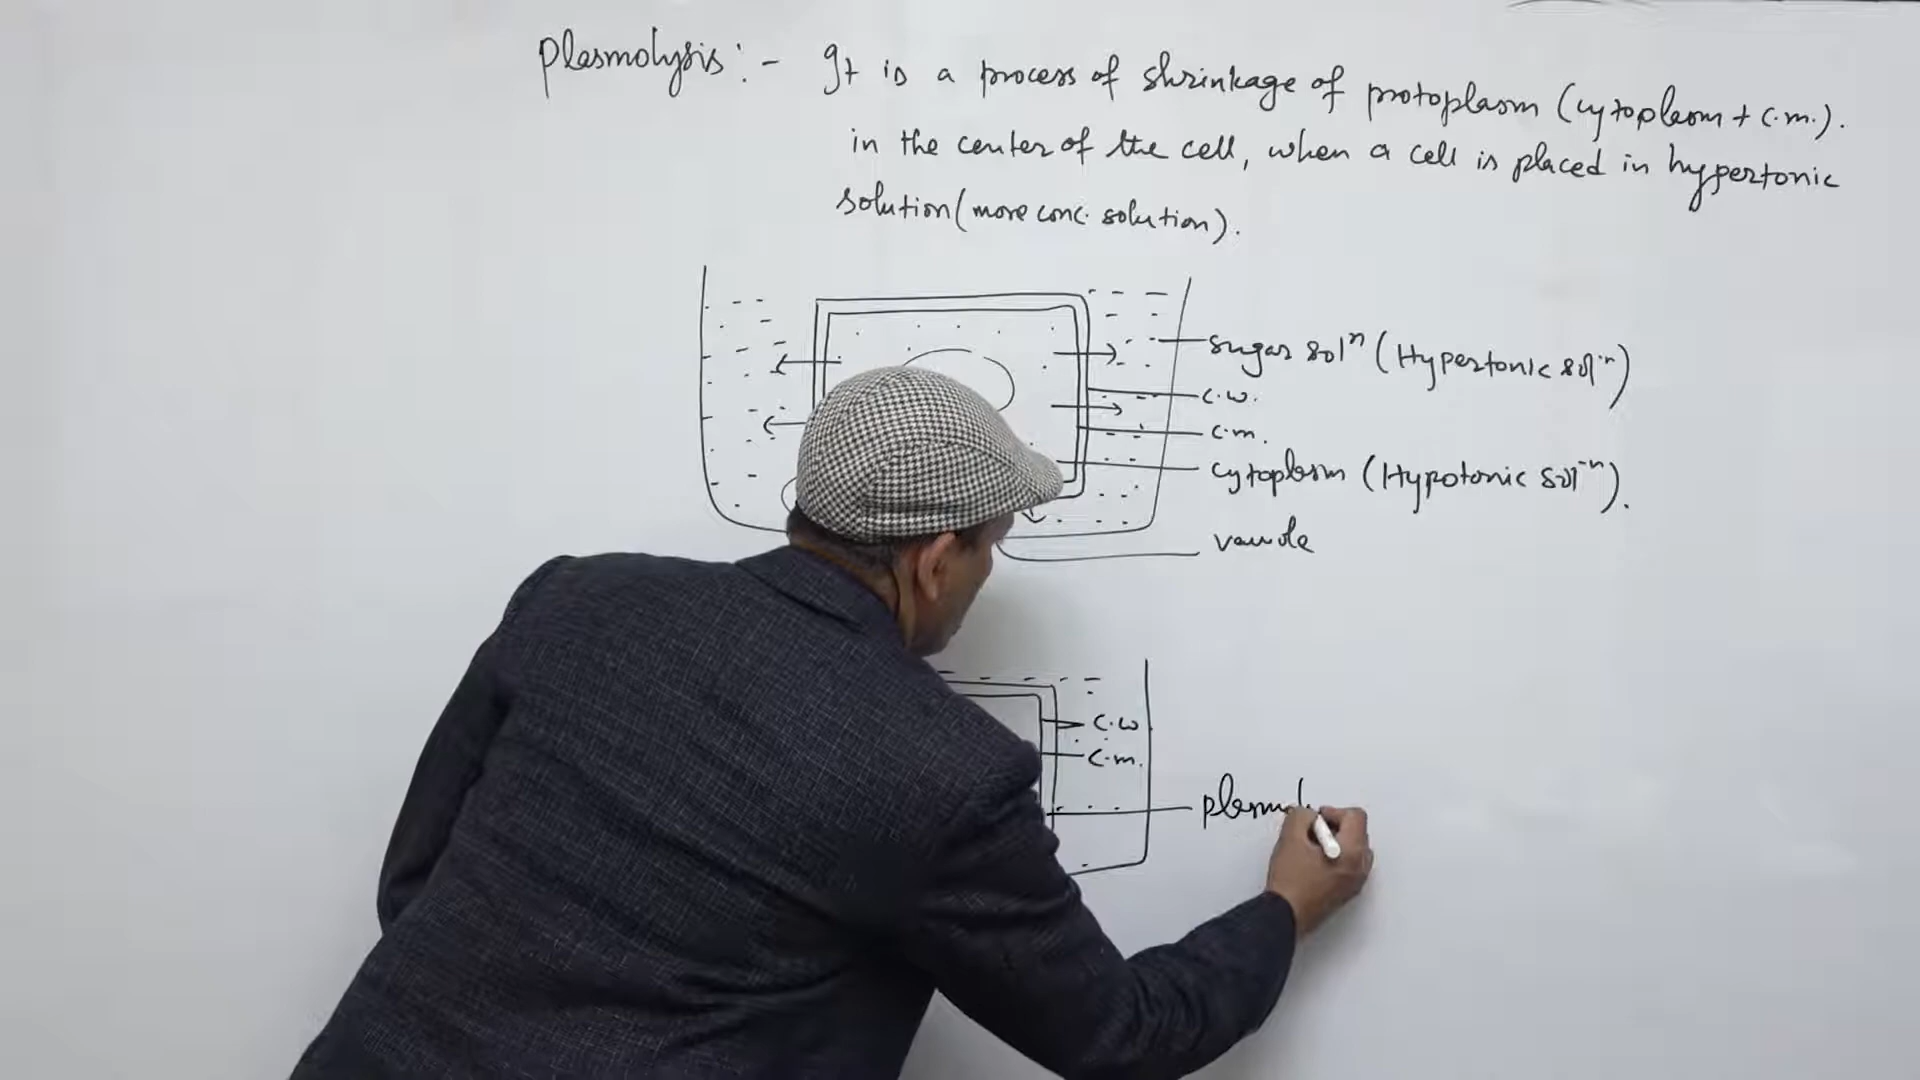 plasmolysis :- It is a process of shrinkage of protoplasm (cytoplasm + c.m.).
in the center of the cell, when a cell is placed in hypertonic
solution (more conc. solution).
sugar solⁿ (Hypertonic solⁿ)
c.w.
c.m.
cytoplasm (Hypotonic solⁿ).
vacuole
c.w
c.m.